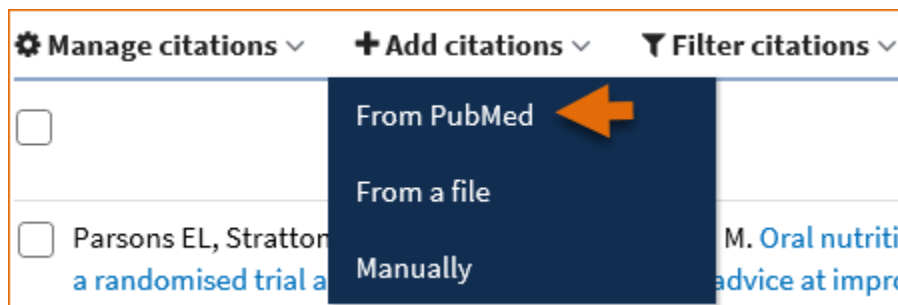 Manage citations Add citations Filter citations
From PubMed
From a file
Parsons EL, Stratton M. Oral nutriti
Manually
a randomised trial a advice at impro